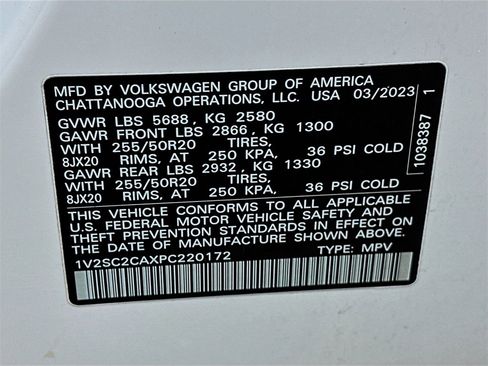 MFD BY VOLKSWAGEN GROUP OF AMERICA
CHATTANOOGA OPERATIONS, LLC. USA 03/2023
GVWR LBS 5688, KG 2580
GAWR FRONT LBS 2866, KG 1300
WITH 255/50R20 TIRES,
8JX20 RIMS, AT 250 KPA, 36 PSI COLD
GAWR REAR LBS 2932, KG 1330
WITH 255/50R20 TIRES,
8JX20 RIMS, AT 250 KPA, 36 PSI COLD
THIS VEHICLE CONFORMS TO ALL APPLICABLE
U.S. FEDERAL MOTOR VEHICLE SAFETY AND
THEFT PREVENTION STANDARDS IN EFFECT ON
THE DATE OF MANUFACTURE SHOWN ABOVE.
1V2SC2CAXPC220172 TYPE: MPV
11038387 1